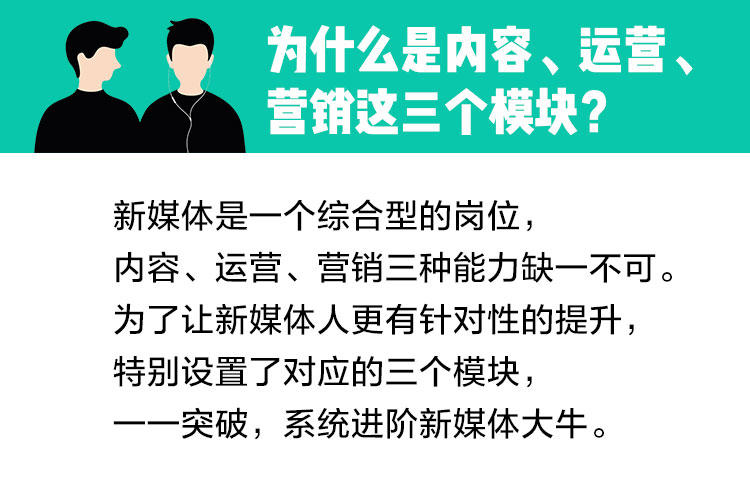 为什么是内容、运营、
营销这三个模块?
新媒体是一个综合型的岗位，
内容、运营、营销三种能力缺一不可。
为了让新媒体人更有针对性的提升，
特别设置了对应的三个模块，
一一突破，系统进阶新媒体大牛。